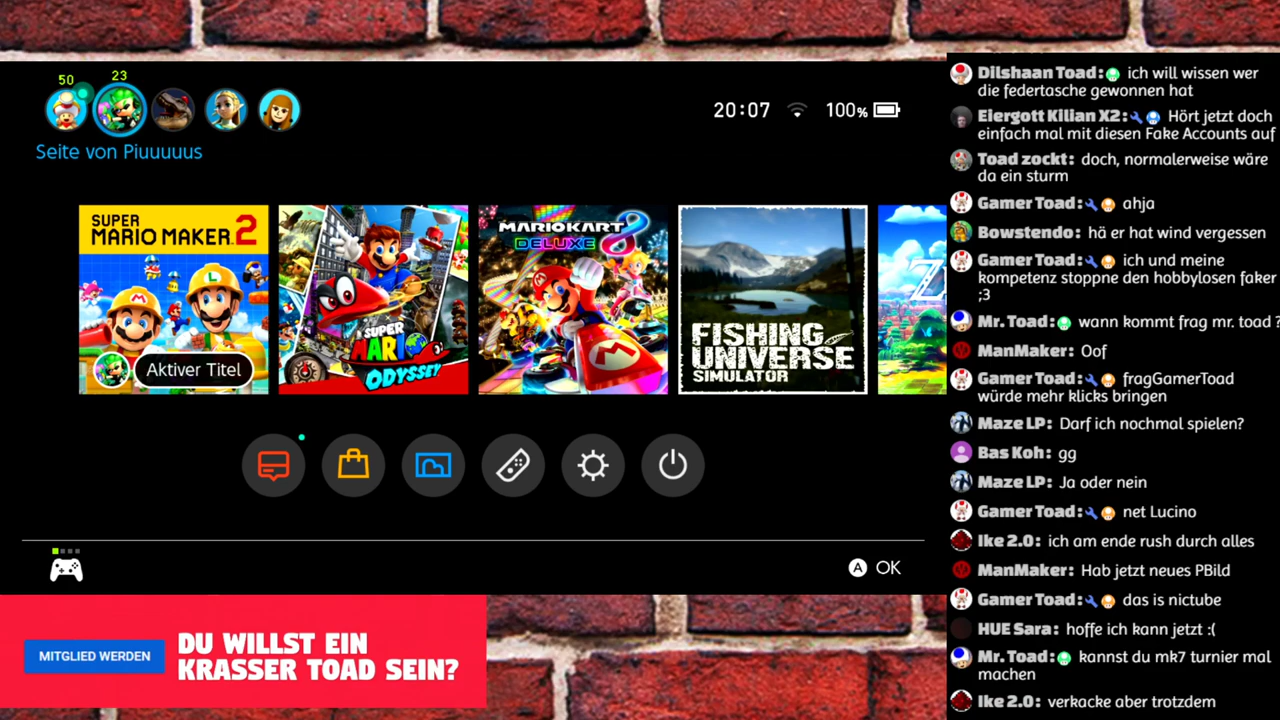 50
23
20:07
100%
Seite von Piuuuuus
SUPER
MARIO MAKER 2
Aktiver Titel
SUPER
MARIO
ODYSSEY
MARIOKART 8
DELUXE
FISHING
UNIVERSE
SIMULATOR
Z
A OK
MITGLIED WERDEN
DU WILLST EIN
KRASSER TOAD SEIN?
Dilshaan Toad: ich will wissen wer
die federtasche gewonnen hat
Eiergott Kilian X2: Hört jetzt doch
einfach mal mit diesen Fake Accounts auf
Toad zockt: doch, normalerweise wäre
da ein sturm
Gamer Toad: ahja
Bowstendo: hä er hat wind vergessen
Gamer Toad: ich und meine
kompetenz stoppne den hobbylosen faker
;3
Mr. Toad: wann kommt frag mr. toad ?
ManMaker: Oof
Gamer Toad: fragGamerToad
würde mehr klicks bringen
Maze LP: Darf ich nochmal spielen?
Bas Koh: gg
Maze LP: Ja oder nein
Gamer Toad: net Lucino
Ike 2.0: ich am ende rush durch alles
ManMaker: Hab jetzt neues PBild
Gamer Toad: das is nictube
HUE Sara: hoffe ich kann jetzt :(
Mr. Toad: kannst du mk7 turnier mal
machen
Ike 2.0: verkacke aber trotzdem